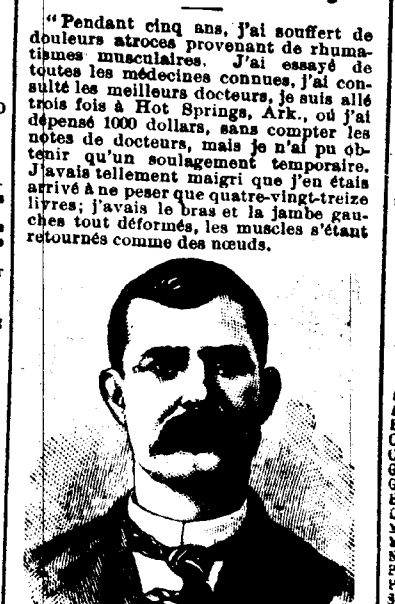 "Pendant cinq ans, j'ai souffert de
douleurs atroces provenant de rhuma-
tismes musculaires. J'ai essayé de
toutes les médecines connues, j'ai con-
sulté les meilleurs docteurs, je suis allé
trois fois à Hot Springs, Ark., où j'ai
dépensé 1000 dollars, sans compter les
notes de docteurs, mais je n'ai pu ob-
tenir qu'un soulagement temporaire.
J'avais tellement maigri que j'en étais
arrivé à ne peser que quatre-vingt-treize
livres; j'avais le bras et la jambe gau-
ches tout déformés, les muscles s'étant
retournés comme des nœuds.